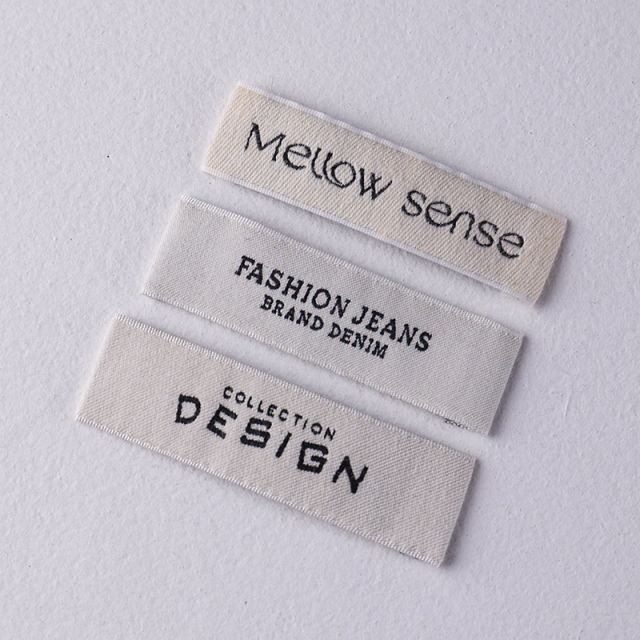 Mellow sense
FASHION JEANS
BRAND DENIM
COLLECTION
DESIGN